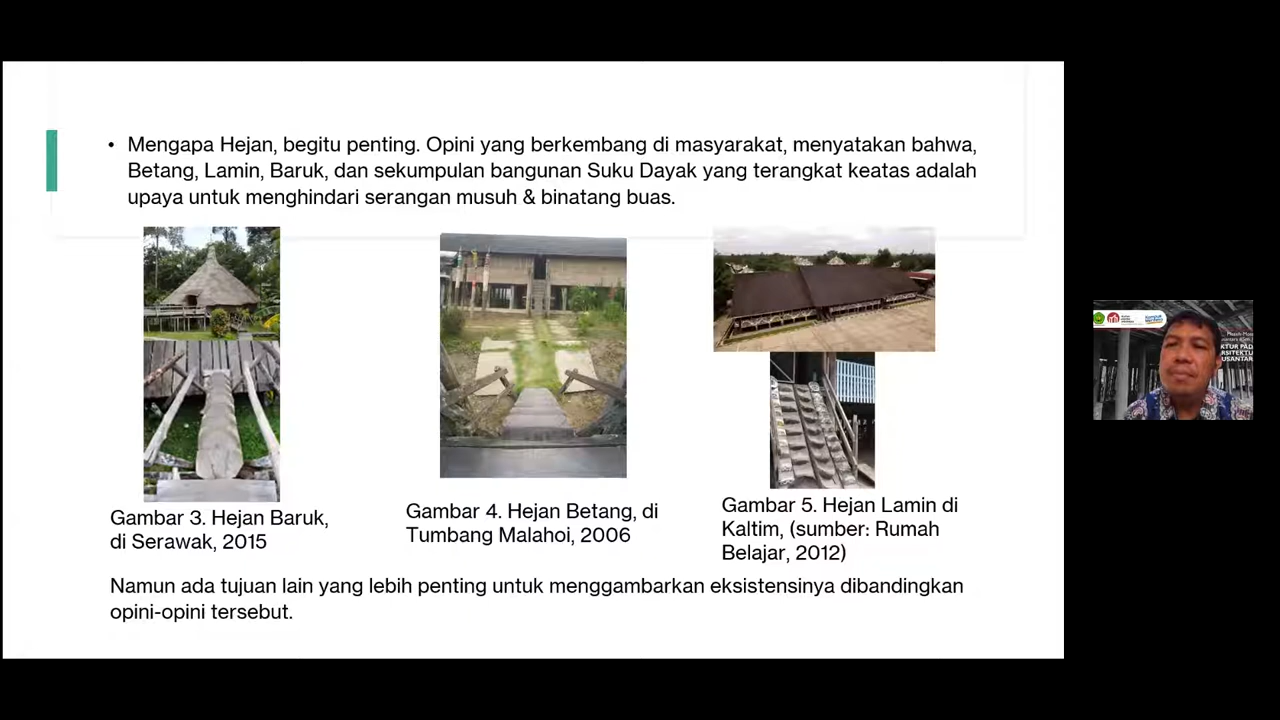 • Mengapa Hejan, begitu penting. Opini yang berkembang di masyarakat, menyatakan bahwa,
Betang, Lamin, Baruk, dan sekumpulan bangunan Suku Dayak yang terangkat keatas adalah
upaya untuk menghindari serangan musuh & binatang buas.
Gambar 3. Hejan Baruk,
di Serawak, 2015
Gambar 4. Hejan Betang, di
Tumbang Malahoi, 2006
Gambar 5. Hejan Lamin di
Kaltim, (sumber: Rumah
Belajar, 2012)
Namun ada tujuan lain yang lebih penting untuk menggambarkan eksistensinya dibandingkan
opini-opini tersebut.